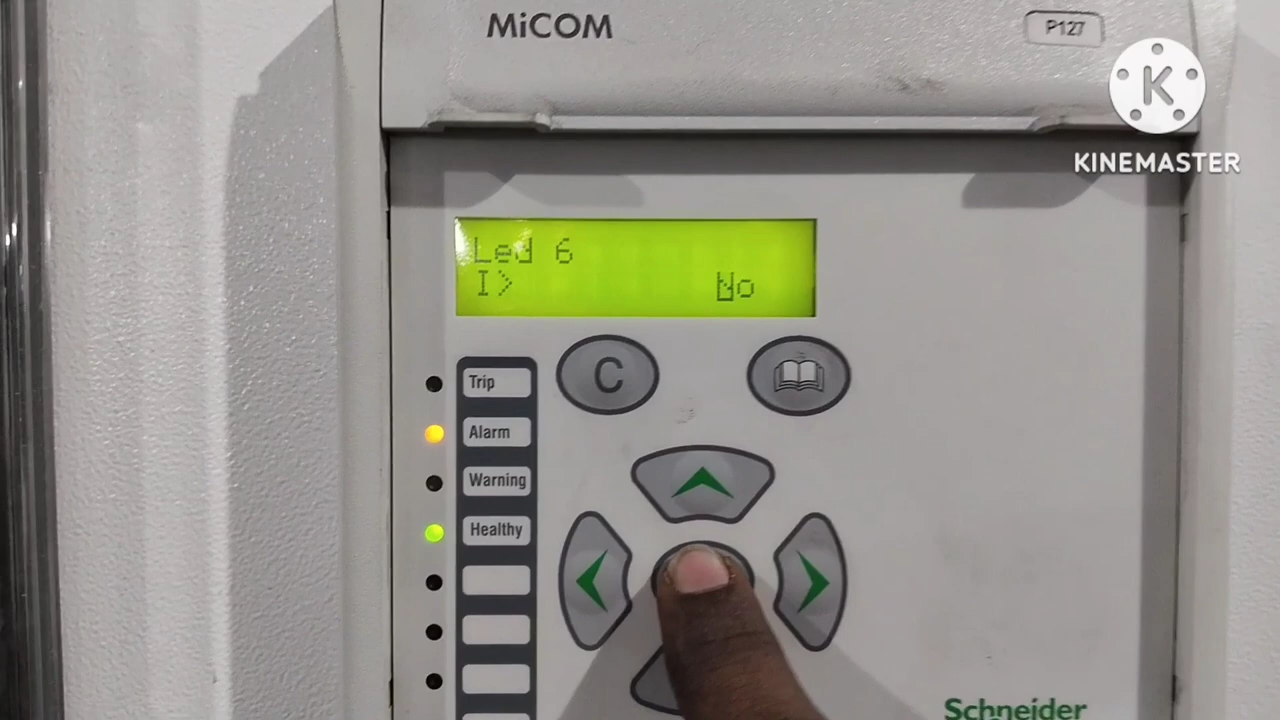 MiCOM
P127
K
KINEMASTER
Led 6
I> No
C
Trip
Alarm
Warning
Healthy
Schneider